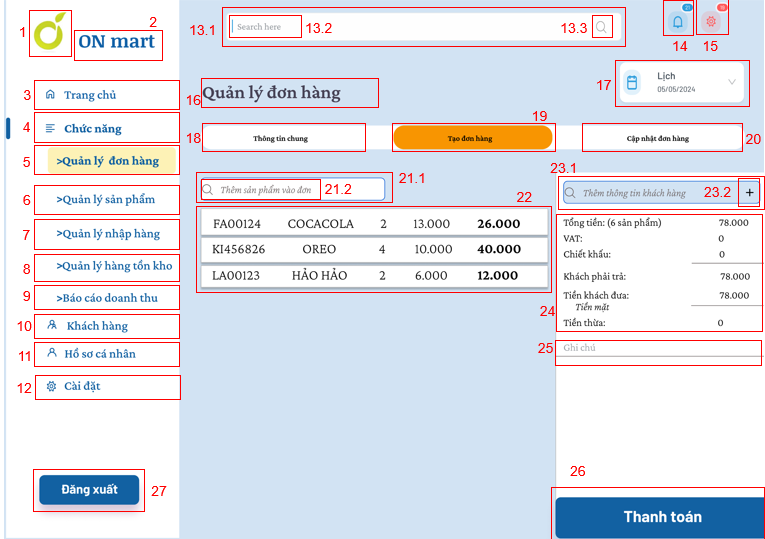 1
2
ON mart
13.1
Search here
13.2
13.3
21
14
15
17
Lịch
05/05/2024
3
Trang chủ
16
Quản lý đơn hàng
4
Chức năng
18
Thông tin chung
19
Tạo đơn hàng
Cập nhật đơn hàng
20
5
>Quản lý đơn hàng
6
>Quản lý sản phẩm
7
>Quản lý nhập hàng
8
>Quản lý hàng tồn kho
9
>Báo cáo doanh thu
10
Khách hàng
11
Hồ sơ cá nhân
12
Cài đặt
Đăng xuất
27
Thêm sản phẩm vào đơn
21.2
21.1
22
FA00124 COCACOLA 2 13.000 26.000
KI456826 OREO 4 10.000 40.000
LA00123 HẢO HẢO 2 6.000 12.000
23.1
Thêm thông tin khách hàng
23.2
+
Tổng tiền: (6 sản phẩm) 78.000
VAT: 0
Chiết khấu: 0
Khách phải trả: 78.000
Tiền khách đưa: 78.000
24
Tiền mặt
Tiền thừa: 0
25
Ghi chú
26
Thanh toán